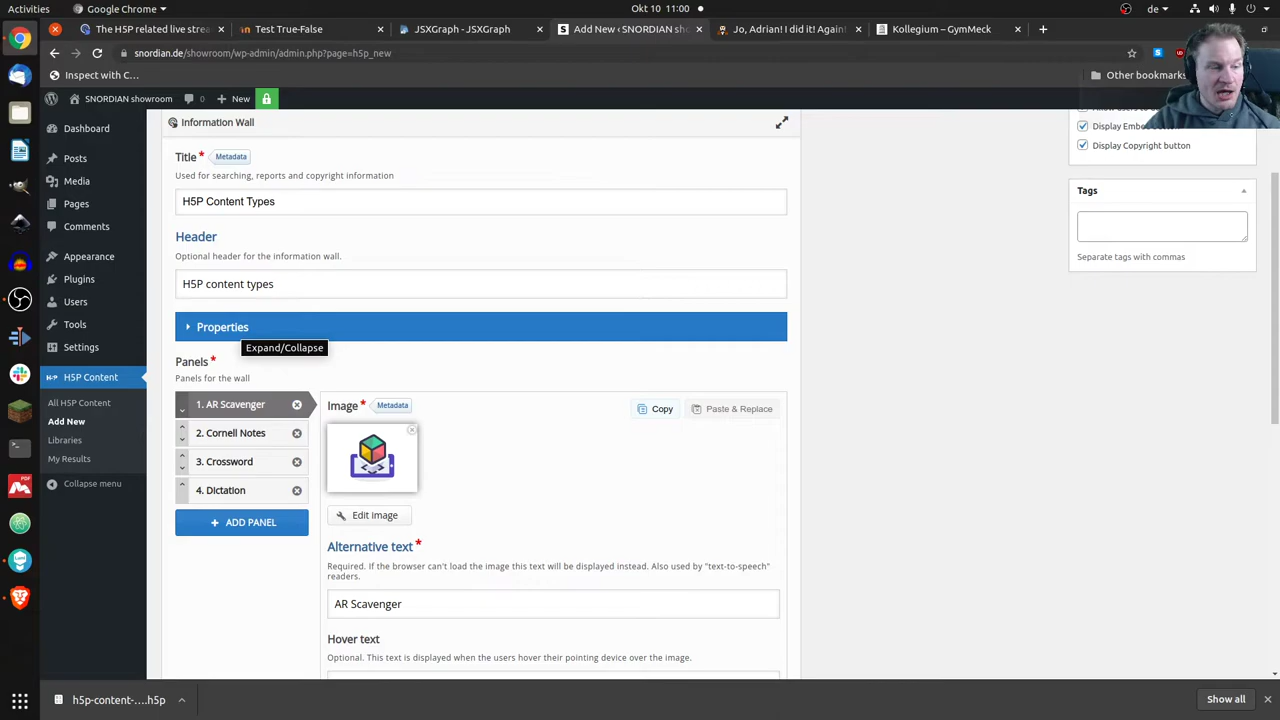 Activities
Google Chrome
Okt 10 11:00
de
The H5P related live strea
Test True-False
JSXGraph - JSXGraph
Add New ‹ SNORDIAN sho
Jo, Adrian! I did it! Again!
Kollegium – GymMeck
snordian.de/showroom/wp-admin/admin.php?page=h5p_new
Inspect with C…
Other bookmarks
SNORDIAN showroom
0
New
Dashboard
Posts
Media
Pages
Comments
Appearance
Plugins
Users
Tools
Settings
H5P Content
All H5P Content
Add New
Libraries
My Results
Collapse menu
Information Wall
Title* Metadata
Used for searching, reports and copyright information
H5P Content Types
Header
Optional header for the information wall.
H5P content types
Properties
Expand/Collapse
Panels*
Panels for the wall
1. AR Scavenger
2. Cornell Notes
3. Crossword
4. Dictation
+ ADD PANEL
Image* Metadata
Copy
Paste & Replace
Edit image
Alternative text*
Required. If the browser can't load the image this text will be displayed instead. Also used by "text-to-speech"
readers.
AR Scavenger
Hover text
Optional. This text is displayed when the users hover their pointing device over the image.
Display Copyright button
Tags
Separate tags with commas
h5p-content-....h5p
Show all